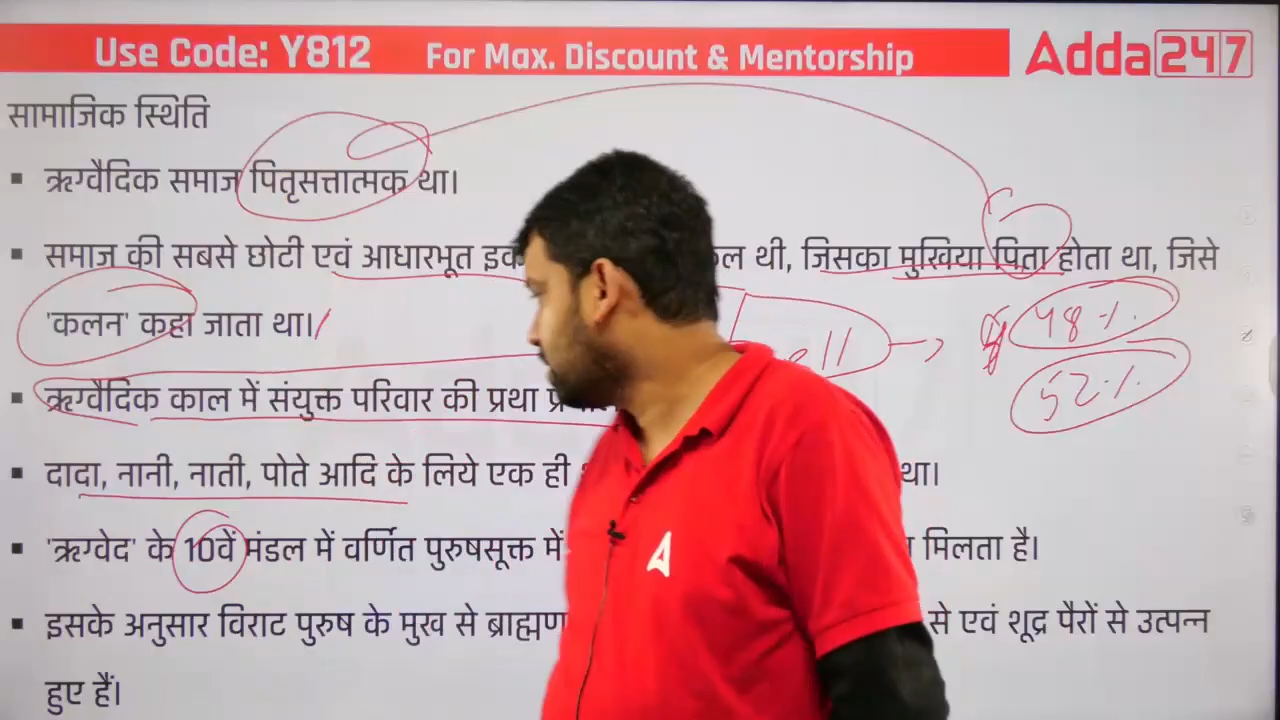 Use Code: Y812 For Max. Discount & Mentorship Adda 247
सामाजिक स्थिति
▪ ऋग्वैदिक समाज पितृसत्तात्मक था।
▪ समाज की सबसे छोटी एवं आधारभूत थी, जिसका मुखिया पिता होता था, जिसे
'कलन' कहा जाता था।
48%
▪ ऋग्वैदिक काल में संयुक्त परिवार की प्रथा
52%
▪ दादा, नानी, नाती, पोते आदि के लिये एक ही था।
▪ 'ऋग्वेद' के 10वें मंडल में वर्णित पुरुषसूक्त में मिलता है।
▪ इसके अनुसार विराट पुरुष के मुख से ब्राह्मण से एवं शूद्र पैरों से उत्पन्न
हुए हैं।